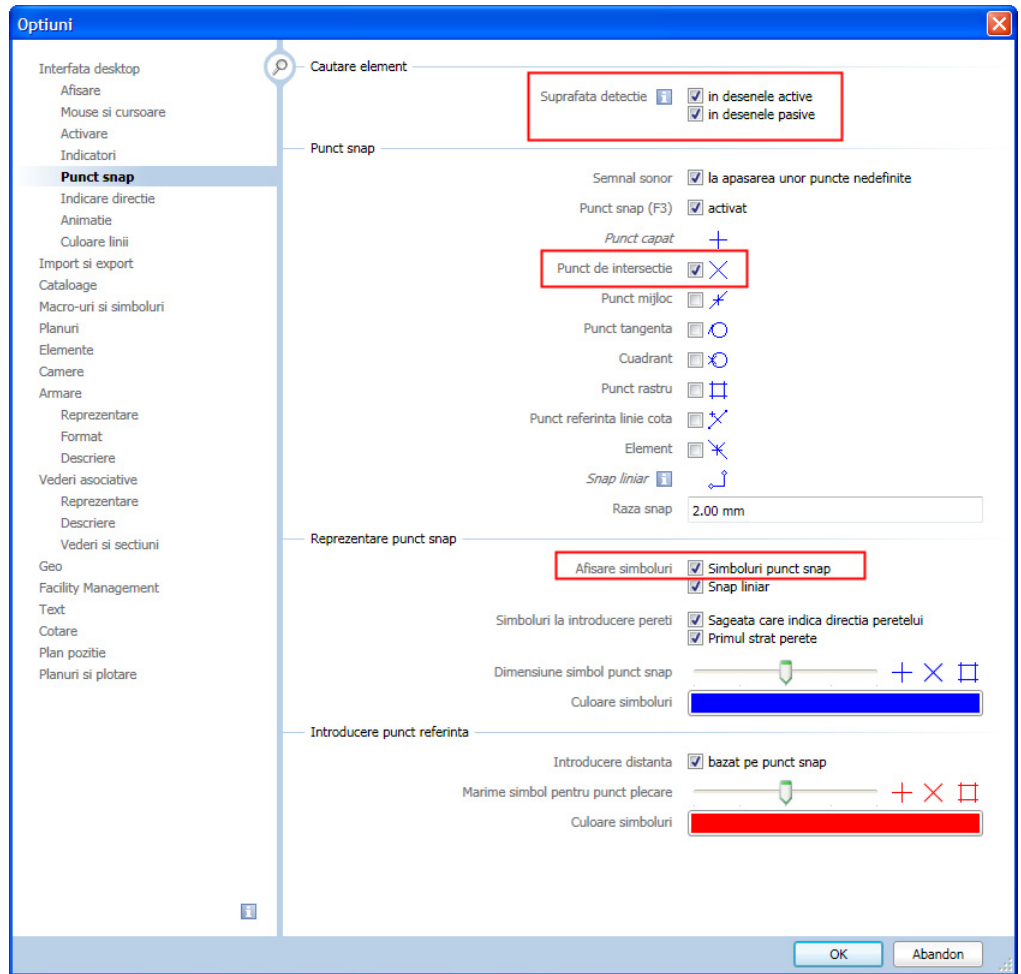 Optiuni
Interfata desktop
Afisare
Mouse si cursoare
Activare
Indicatori
Punct snap
Indicare directie
Animatie
Culoare linii
Import si export
Cataloage
Macro-uri si simboluri
Planuri
Elemente
Camere
Armare
Reprezentare
Format
Descriere
Vederi asociative
Reprezentare
Descriere
Vederi si sectiuni
Geo
Facility Management
Text
Cotare
Plan pozitie
Planuri si plotare
Cautare element
Suprafata detectie in desenele active
in desenele pasive
Punct snap
Semnal sonor la apasarea unor puncte nedefinite
Punct snap (F3) activat
Punct capat
Punct de intersectie
Punct mijloc
Punct tangenta
Cuadrant
Punct rastru
Punct referinta linie cota
Element
Snap liniar
Raza snap 2.00 mm
Reprezentare punct snap
Afisare simboluri Simboluri punct snap
Snap liniar
Simboluri la introducere pereti Sageata care indica directia peretelui
Primul strat perete
Dimensiune simbol punct snap
Culoare simboluri
Introducere punct referinta
Introducere distanta bazat pe punct snap
Marime simbol pentru punct plecare
Culoare simboluri
OK Abandon